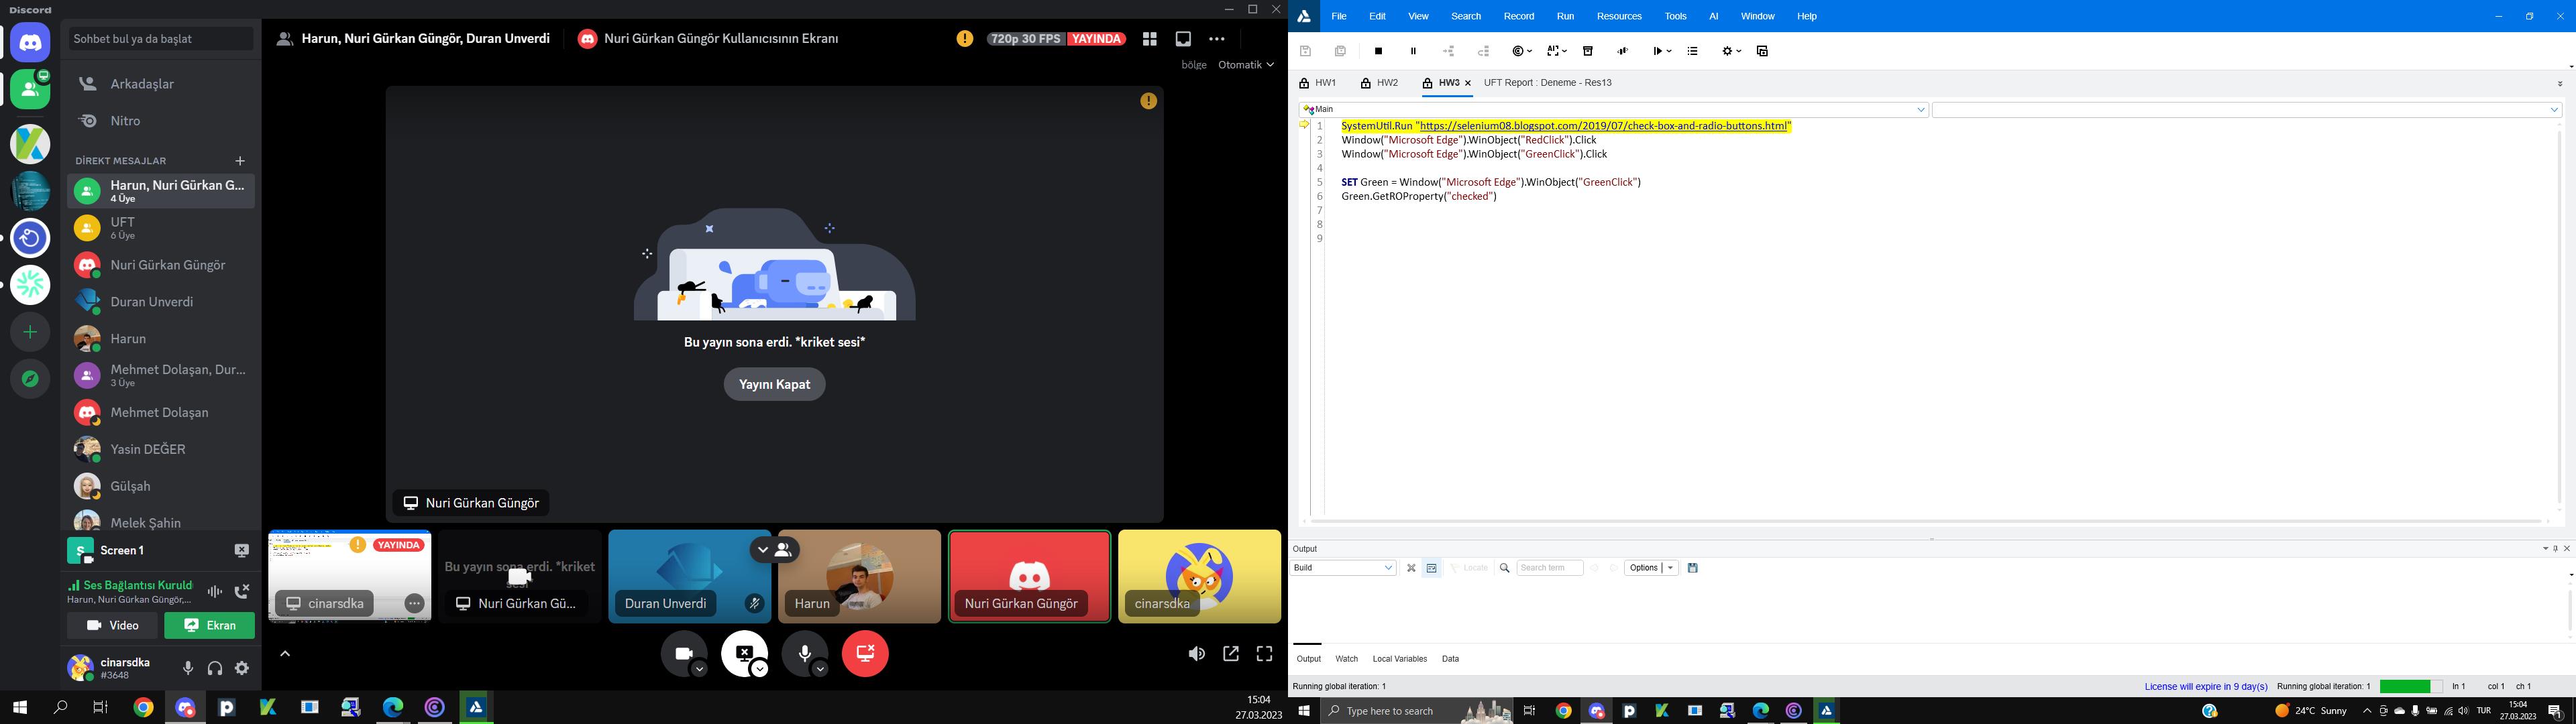 Discord
Sohbet bul ya da başlat
Arkadaşlar
Nitro
DİREKT MESAJLAR
Harun, Nuri Gürkan G...
4 Üye
UFT
6 Üye
Nuri Gürkan Güngör
Duran Unverdi
Harun
Mehmet Dolaşan, Dur...
3 Üye
Mehmet Dolaşan
Yasin DEĞER
Gülşah
Melek Şahin
S
Screen 1
Ses Bağlantısı Kuruld
Harun, Nuri Gürkan Güngör,...
Video
Ekran
cinarsdka
#3648
Harun, Nuri Gürkan Güngör, Duran Unverdi
Nuri Gürkan Güngör Kullanıcısının Ekranı
720p 30 FPS YAYINDA
bölge Otomatik
Bu yayın sona erdi. *kriket sesi*
Yayını Kapat
Nuri Gürkan Güngör
YAYINDA
cinarsdka
Bu yayın sona erdi. *kriket
Nuri Gürkan Gü...
Duran Unverdi
Harun
Nuri Gürkan Güngör
cinarsdka
15:04
27.03.2023
File Edit View Search Record Run Resources Tools AI Window Help
HW1 HW2 HW3 UFT Report : Deneme - Res13
Main
1 SystemUtil.Run "https://selenium08.blogspot.com/2019/07/check-box-and-radio-buttons.html"
2 Window("Microsoft Edge").WinObject("RedClick").Click
3 Window("Microsoft Edge").WinObject("GreenClick").Click
4
5 SET Green = Window("Microsoft Edge").WinObject("GreenClick")
6 Green.GetROProperty("checked")
7
8
9
Output
Build
Locate
Search term
Options
Output Watch Local Variables Data
Running global iteration: 1
License will expire in 9 day(s) Running global iteration: 1 ln 1 col 1 ch 1
Type here to search
24°C Sunny
TUR
15:04
27.03.2023